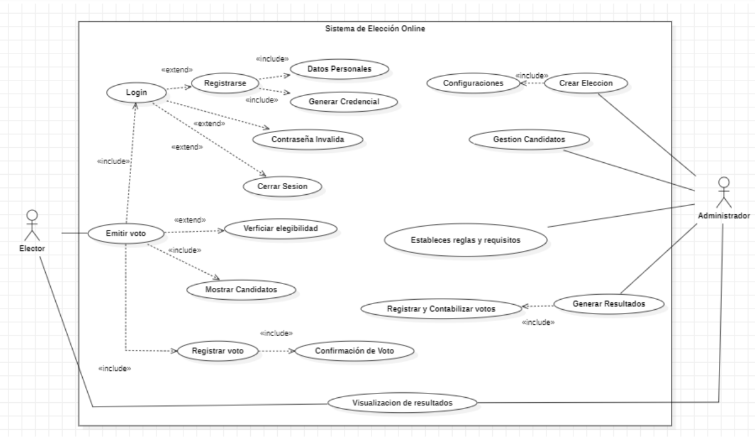 Sistema de Elección Online
«extend»
«include»
Datos Personales
Registrarse
Login
«include»
Generar Credencial
Configuraciones
«include»
Crear Eleccion
«extend»
Contraseña Invalida
Gestion Candidatos
«extend»
«include»
Cerrar Sesion
Administrador
Elector
Emitir voto
«extend»
Verficiar elegebilidad
Estableces reglas y requisitos
«include»
Mostrar Candidatos
Registrar y Contabilizar votos
«include»
Generar Resultados
«include»
Registrar voto
Confirmación de Voto
«include»
Visualizacion de resultados